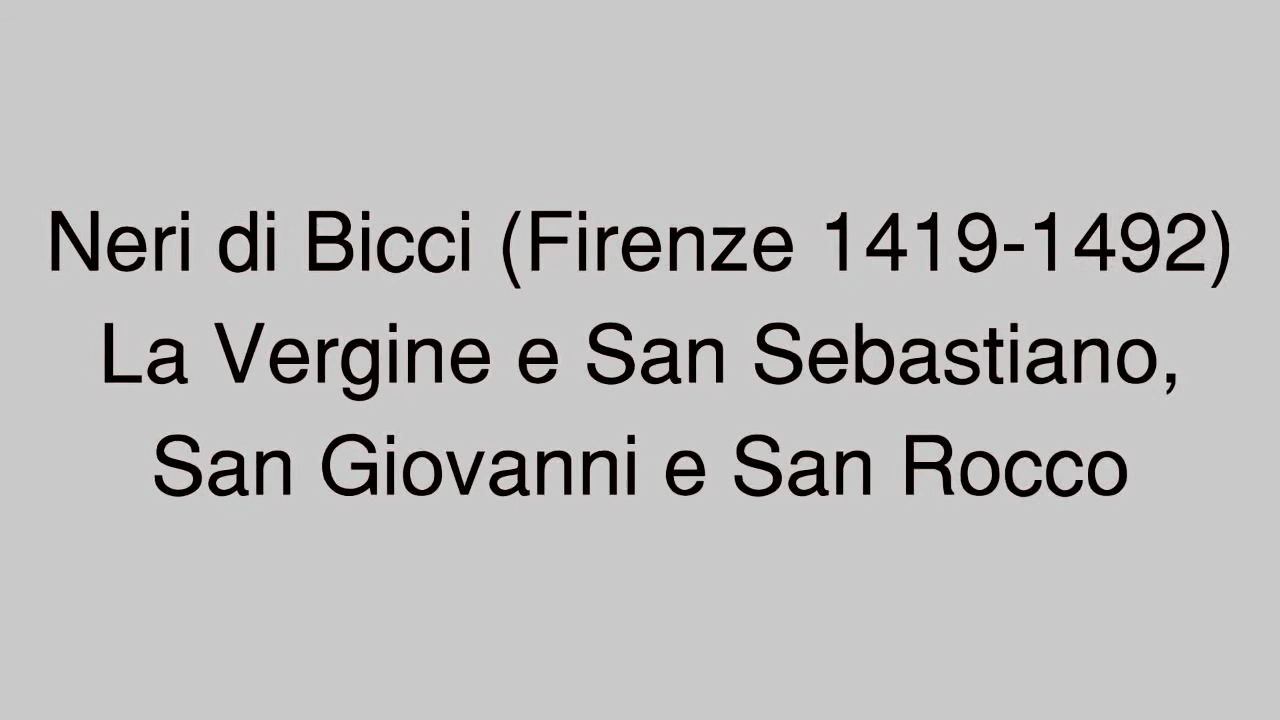 Neri di Bicci (Firenze 1419-1492)
La Vergine e San Sebastiano,
San Giovanni e San Rocco